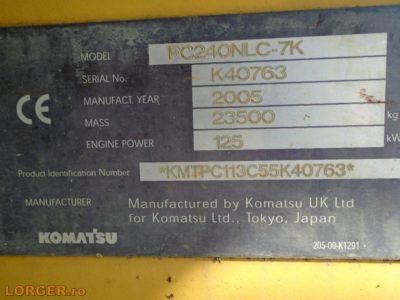 MODEL PC240NLC-7K
SERIAL No. K40763
MANUFACT. YEAR 2005
CE MASS 23500 kg
ENGINE POWER 125 kW
Product Identification Number *KMTPC113C55K40763*
MANUFACTURER Manufactured by Komatsu UK Ltd
for Komatsu Ltd., Tokyo, Japan
KOMATSU 205-00-K1291
LORGER.ro